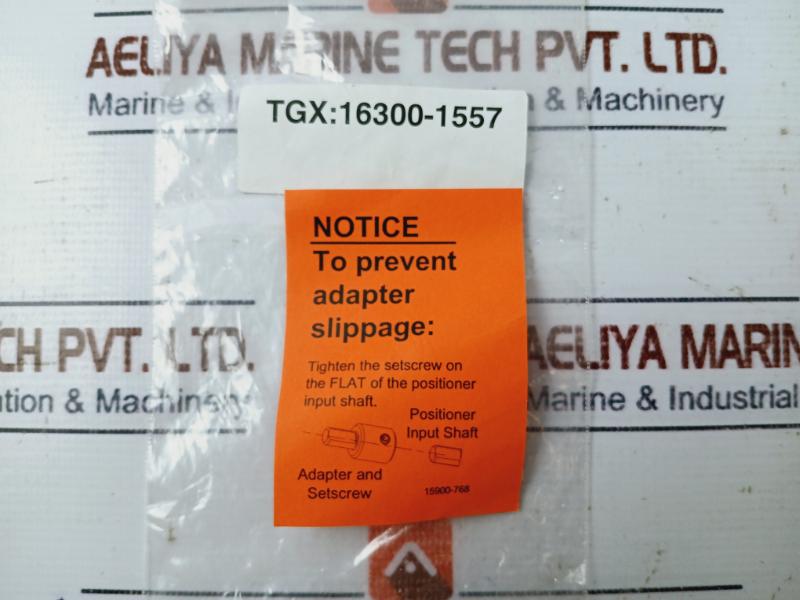 AELIYA MARINE TECH PVT. LTD.
Marine & & Machinery
TGX:16300-1557
NOTICE
To prevent
adapter
slippage:
Tighten the setscrew on
the FLAT of the positioner
input shaft.
Positioner
Input Shaft
Adapter and
Setscrew
15900-768
CH PVT. LTD.
tion & Machinery
AELIYA MARIN
Marine & Industrial